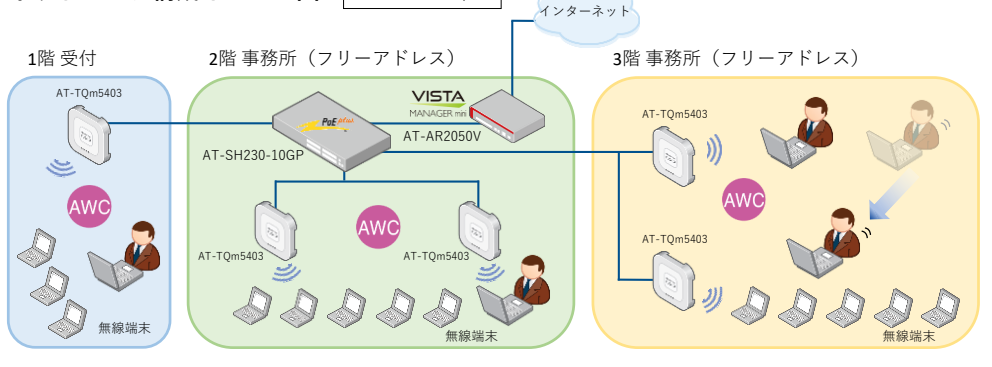 インターネット
1階 受付
2階 事務所（フリーアドレス）
3階 事務所（フリーアドレス）
AT-TQm5403
AWC
無線端末
PoE plus
VISTA
MANAGER mini
AT-AR2050V
AT-SH230-10GP
AT-TQm5403
AWC
AT-TQm5403
無線端末
AT-TQm5403
AWC
AT-TQm5403
無線端末